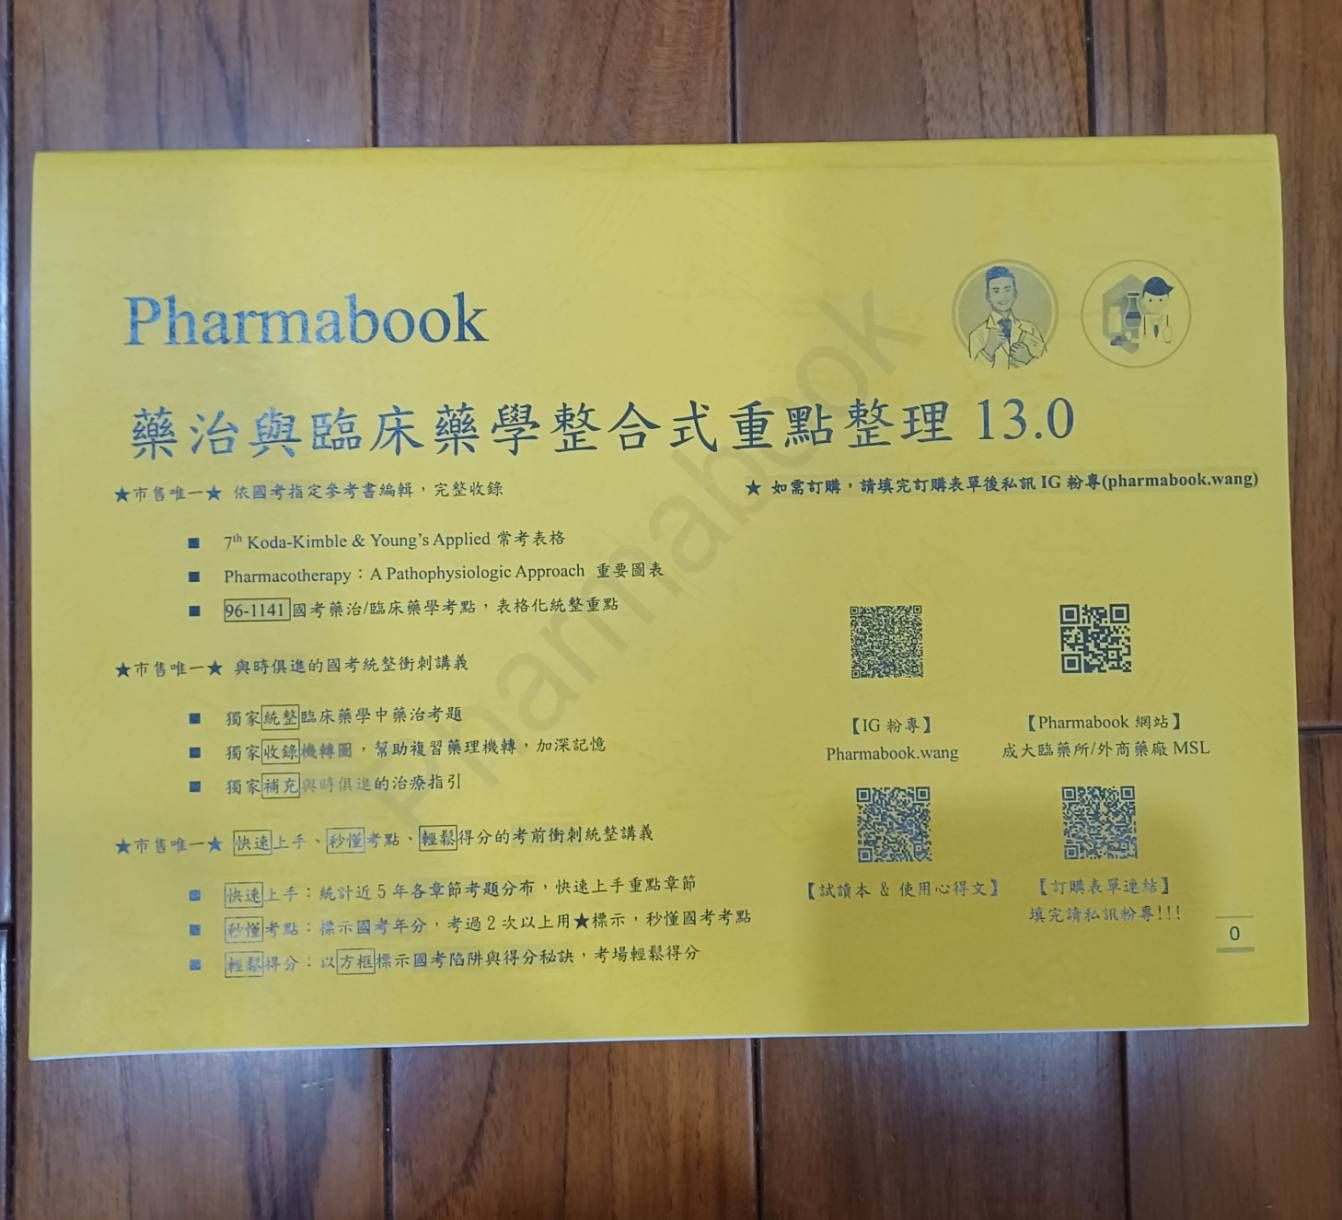 Pharmabook
藥治與臨床藥學整合式重點整理 13.0
★市售唯一★ 依國考指定參考書編輯，完整收錄
■ 7th Koda-Kimble & Young's Applied 常考表格
■ Pharmacotherapy：A Pathophysiologic Approach 重要圖表
■ 96-1141 國考藥治/臨床藥學考點，表格化統整重點
★市售唯一★ 與時俱進的國考統整衝刺講義
■ 獨家統整臨床藥學中藥治考題
■ 獨家收錄機轉圖，幫助複習藥理機轉，加深記憶
■ 獨家補充與時俱進的治療指引
★市售唯一★ 快速上手、秒懂考點、輕鬆得分的考前衝刺統整講義
■ 快速上手：統計近 5 年各章節考題分布，快速上手重點章節
■ 秒懂考點：標示國考年分，考過 2 次以上用★標示，秒懂國考考點
■ 輕鬆得分：以方框標示國考陷阱與得分秘訣，考場輕鬆得分
★ 如需訂購，請填完訂購表單後私訊 IG 粉專(pharmabook.wang)
【IG 粉專】
Pharmabook.wang
【Pharmabook 網站】
成大臨藥所/外商藥廠 MSL
【試讀本 & 使用心得文】
【訂購表單連結】
填完請私訊粉專!!!
0
Pharmabook